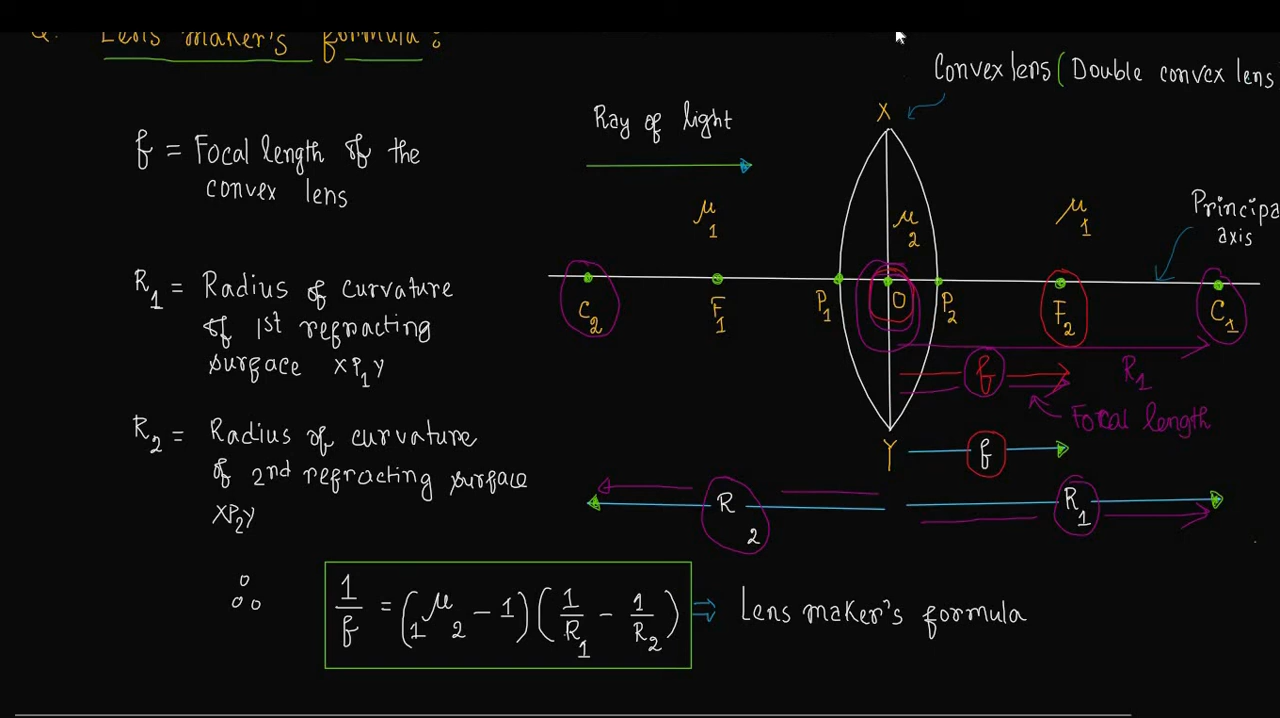 Q. Lens maker's formula?
Convex lens (Double convex lens
X
Ray of light
f = Focal length of the
convex lens
μ1
μ2
μ1
Principa
axis
R1 = Radius of curvature
of 1st refracting
surface XP1Y
C2
F1
P1
O
P2
F2
C1
f
R1
Focal length
R2 = Radius of curvature
of 2nd refracting surface
XP2Y
Y
f
R2
R1
∴ 1/f = (1μ2 - 1)(1/R1 - 1/R2) ⇒ Lens maker's formula